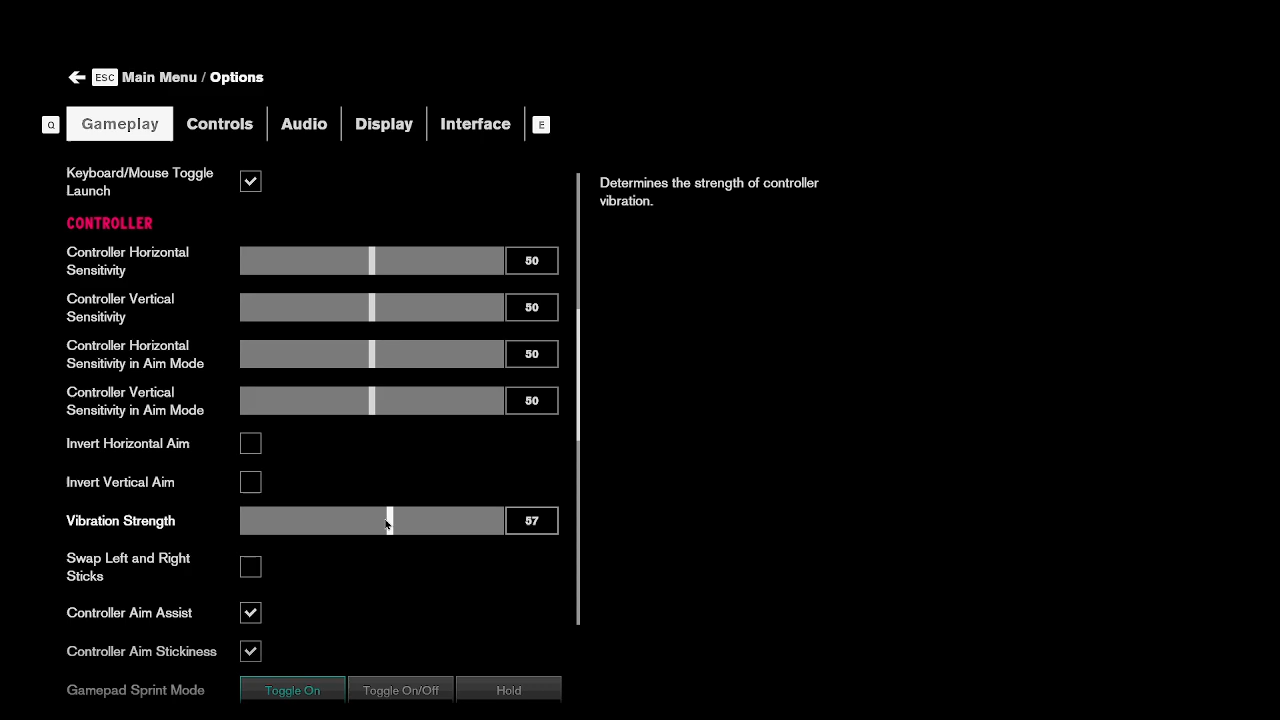 ESC Main Menu / Options
Q Gameplay Controls Audio Display Interface E
Keyboard/Mouse Toggle
Launch
Determines the strength of controller
vibration.
CONTROLLER
Controller Horizontal
Sensitivity
50
Controller Vertical
Sensitivity
50
Controller Horizontal
Sensitivity in Aim Mode
50
Controller Vertical
Sensitivity in Aim Mode
50
Invert Horizontal Aim
Invert Vertical Aim
Vibration Strength
57
Swap Left and Right
Sticks
Controller Aim Assist
Controller Aim Stickiness
Gamepad Sprint Mode Toggle On Toggle On/Off Hold